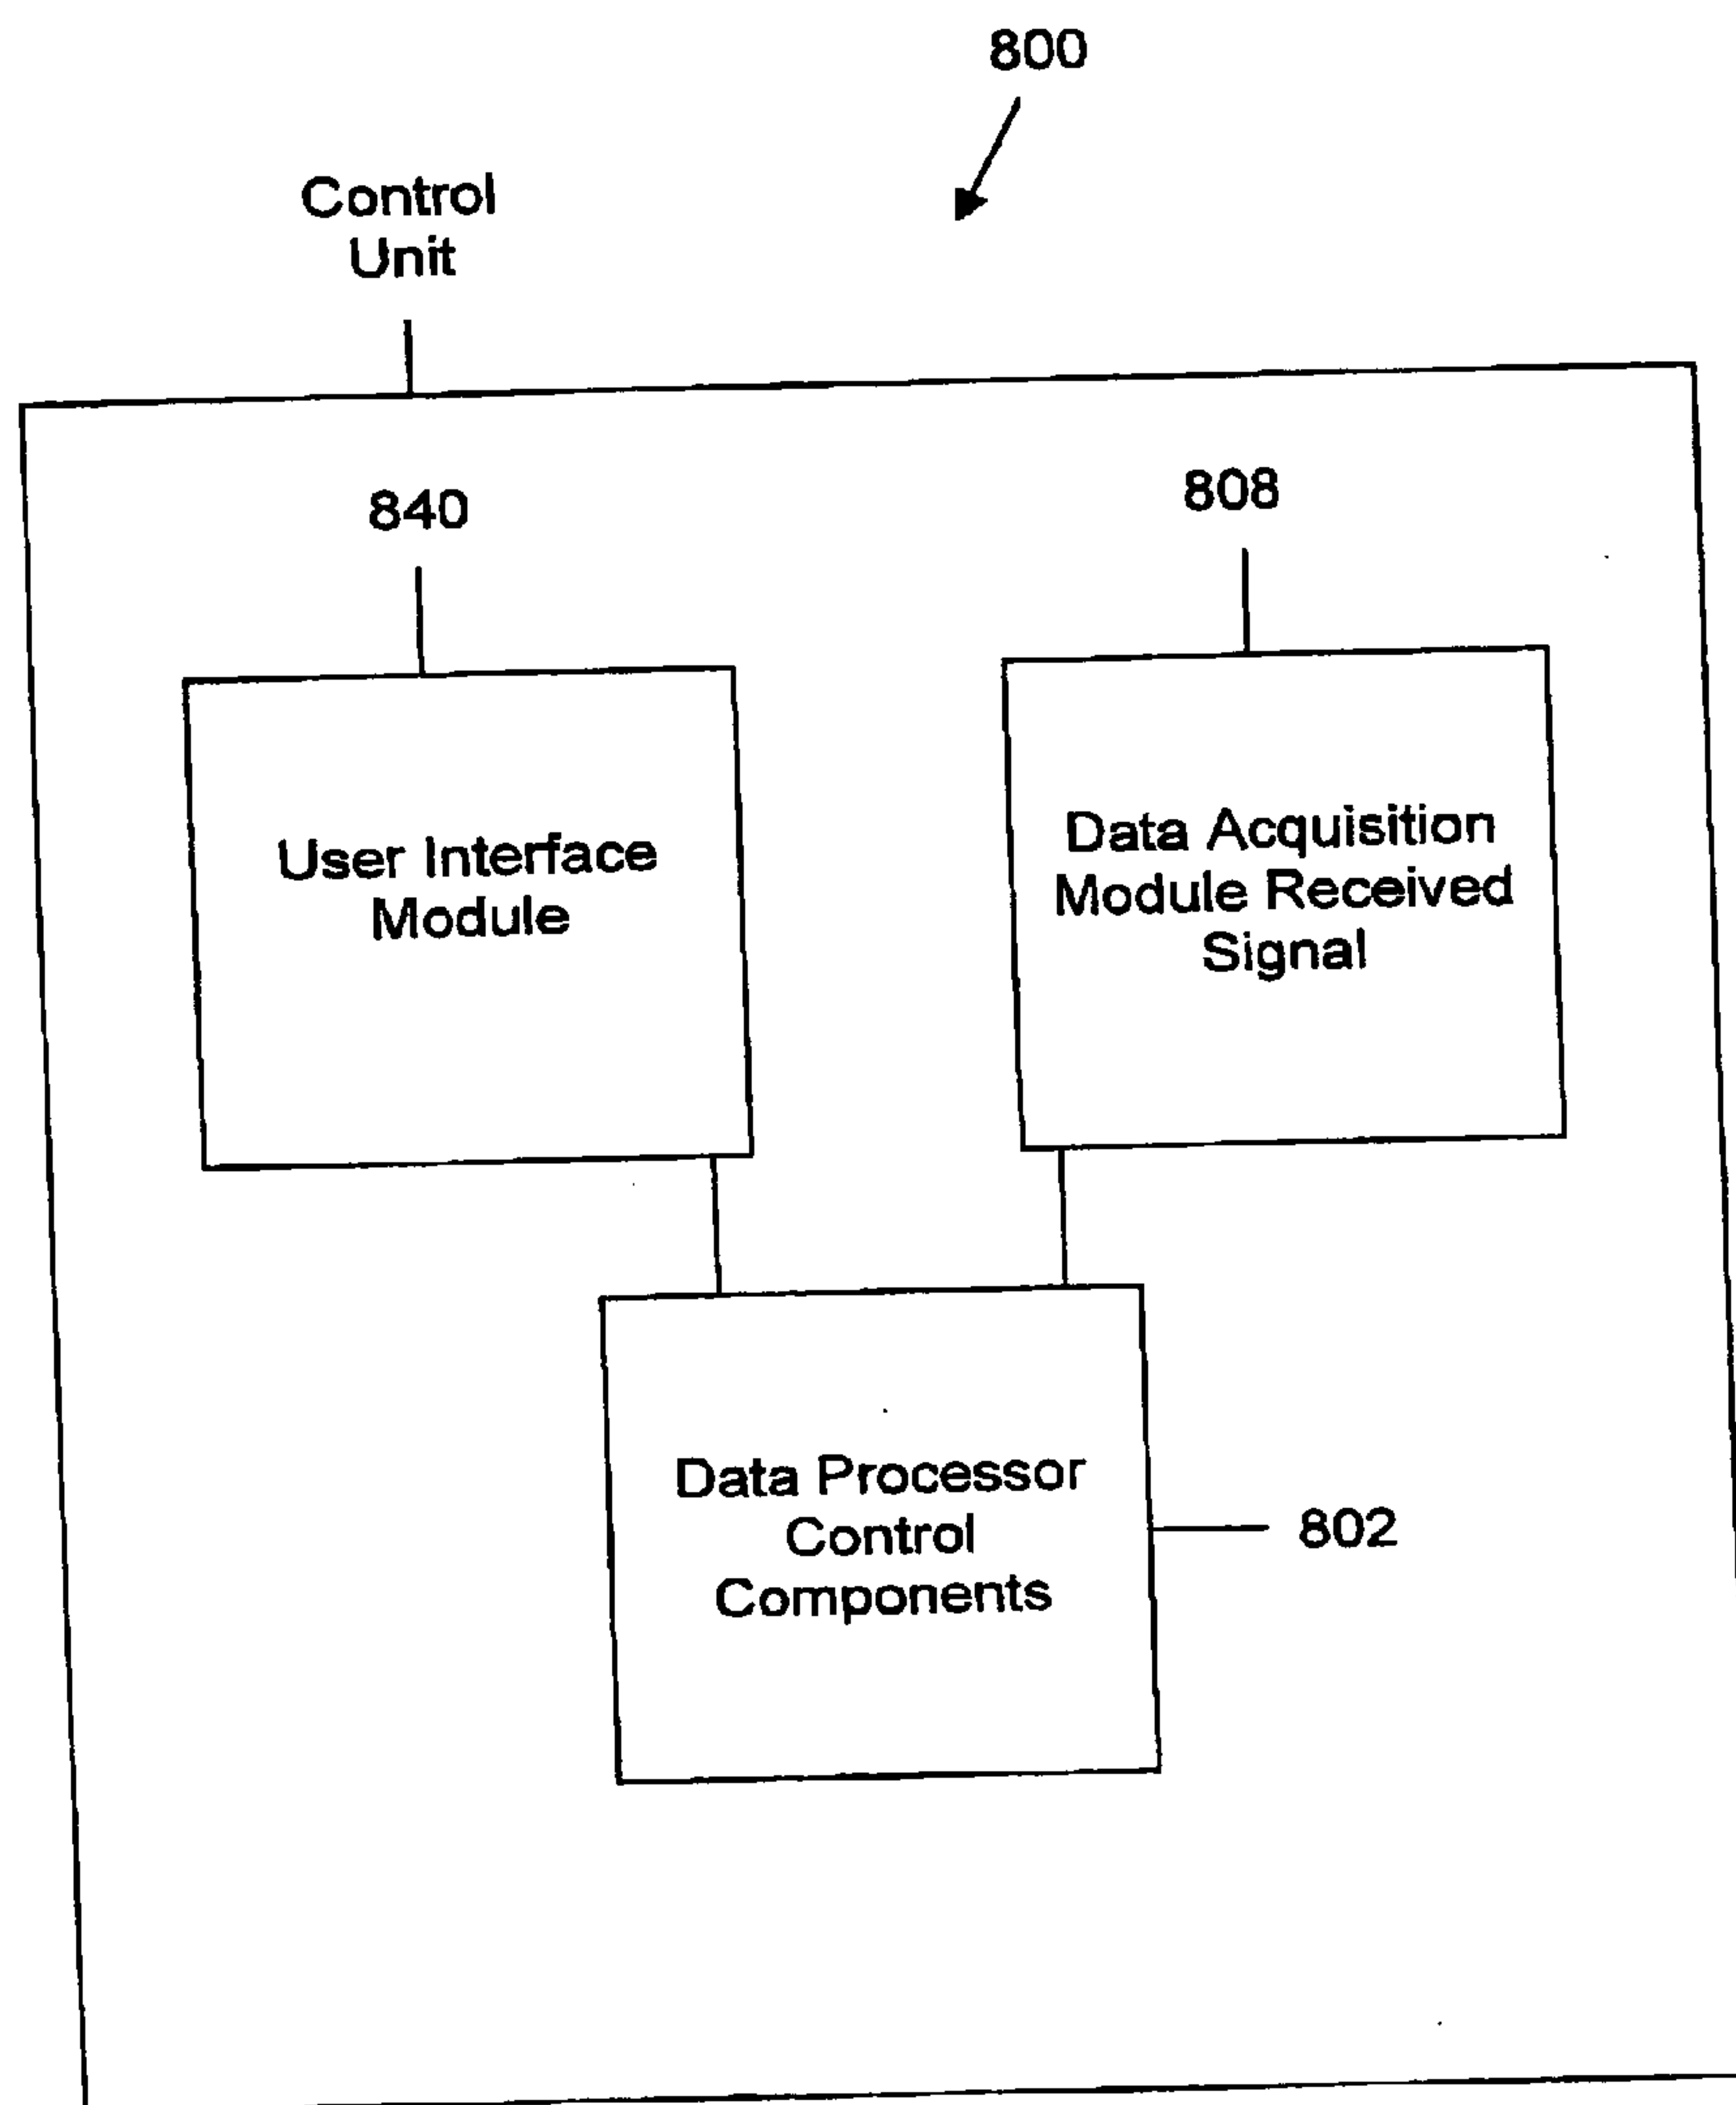 800
Control
Unit
840
808
User Interface
Module
Data Acquisition
Module Received
Signal
Data Processor
Control
Components
802